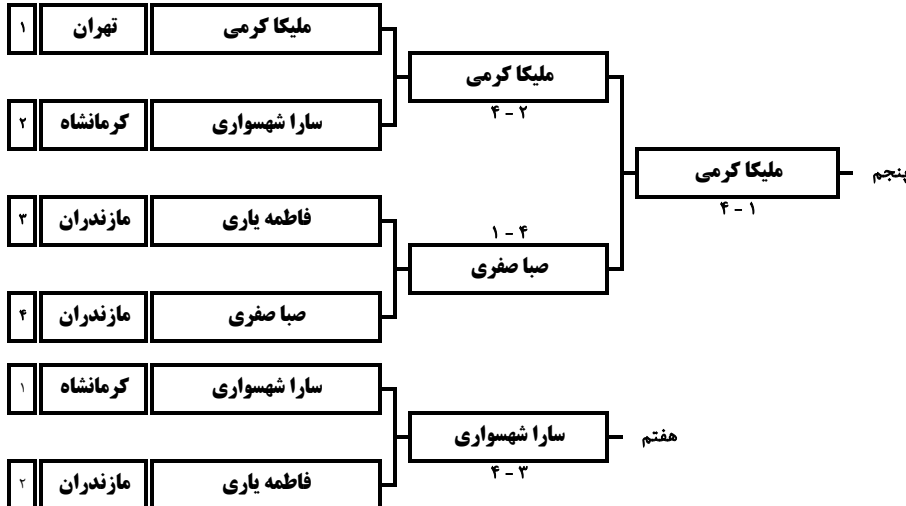 ۱ تهران ملیکا کرمی
ملیکا کرمی
۴ - ۲
۲ کرمانشاه سارا شهسواری
ملیکا کرمی پنجم
۴ - ۱
۳ مازندران فاطمه یاری
۱ - ۴
صبا صفری
۴ مازندران صبا صفری
۱ کرمانشاه سارا شهسواری
سارا شهسواری هفتم
۴ - ۳
۲ مازندران فاطمه یاری